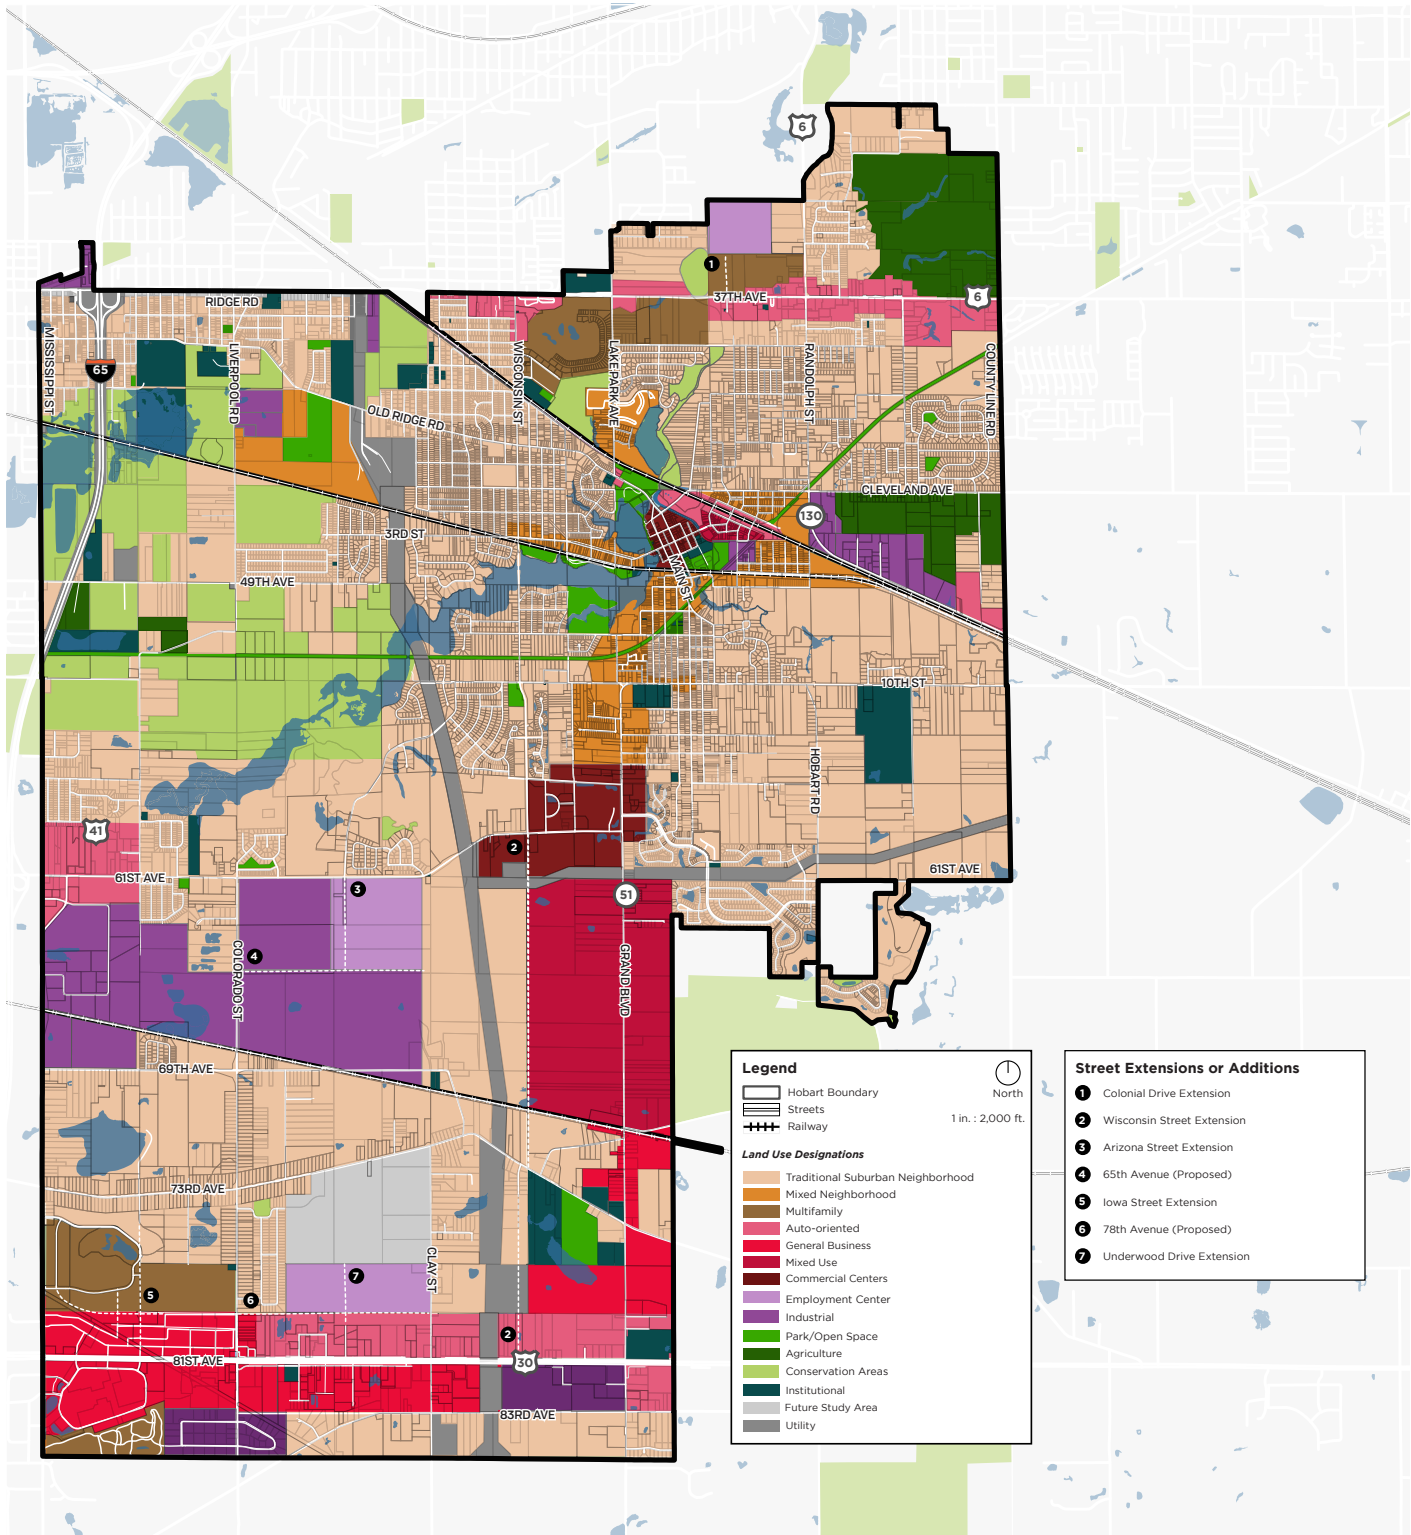 6
1
RIDGE RD
37TH AVE
6
MISSISSIPPI ST
65
LIVERPOOL RD
WISCONSIN ST
LAKE PARK AVE
RANDOLPH ST
COUNTY LINE RD
OLD RIDGE RD
CLEVELAND AVE
130
3RD ST
MAIN ST
49TH AVE
10TH ST
HOBART RD
41
2
61ST AVE
61ST AVE
3
51
4
COLORADO ST
GRAND BLVD
69TH AVE
73RD AVE
CLAY ST
7
5
6
2
81ST AVE
30
83RD AVE
Legend
Hobart Boundary
Streets
Railway
North
1 in. : 2,000 ft.
Land Use Designations
Traditional Suburban Neighborhood
Mixed Neighborhood
Multifamily
Auto-oriented
General Business
Mixed Use
Commercial Centers
Employment Center
Industrial
Park/Open Space
Agriculture
Conservation Areas
Institutional
Future Study Area
Utility
Street Extensions or Additions
1 Colonial Drive Extension
2 Wisconsin Street Extension
3 Arizona Street Extension
4 65th Avenue (Proposed)
5 Iowa Street Extension
6 78th Avenue (Proposed)
7 Underwood Drive Extension